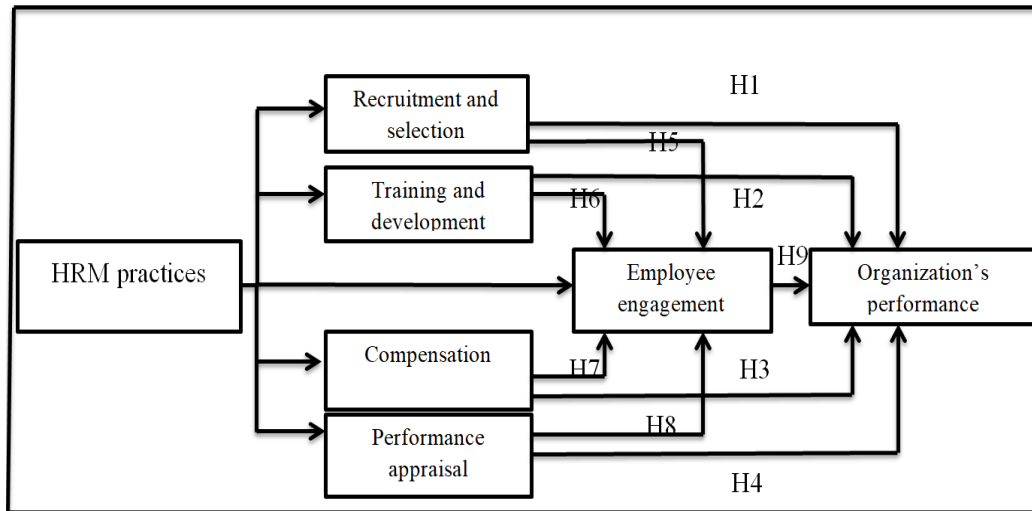 H1
Recruitment and
selection
H5
Training and
development
H6
H2
HRM practices
Employee
engagement
H9
Organization’s
performance
Compensation
H7
H3
Performance
appraisal
H8
H4